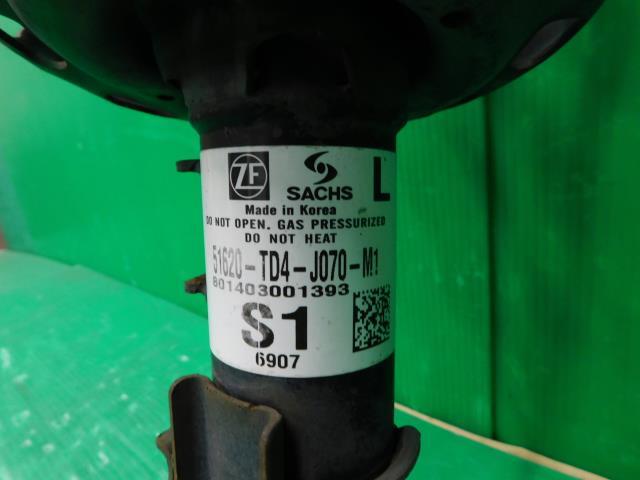 ZF SACHS L
Made in Korea
DO NOT OPEN. GAS PRESSURIZED
DO NOT HEAT
51620-TD4-J070-M1
801403001393
S1
6907